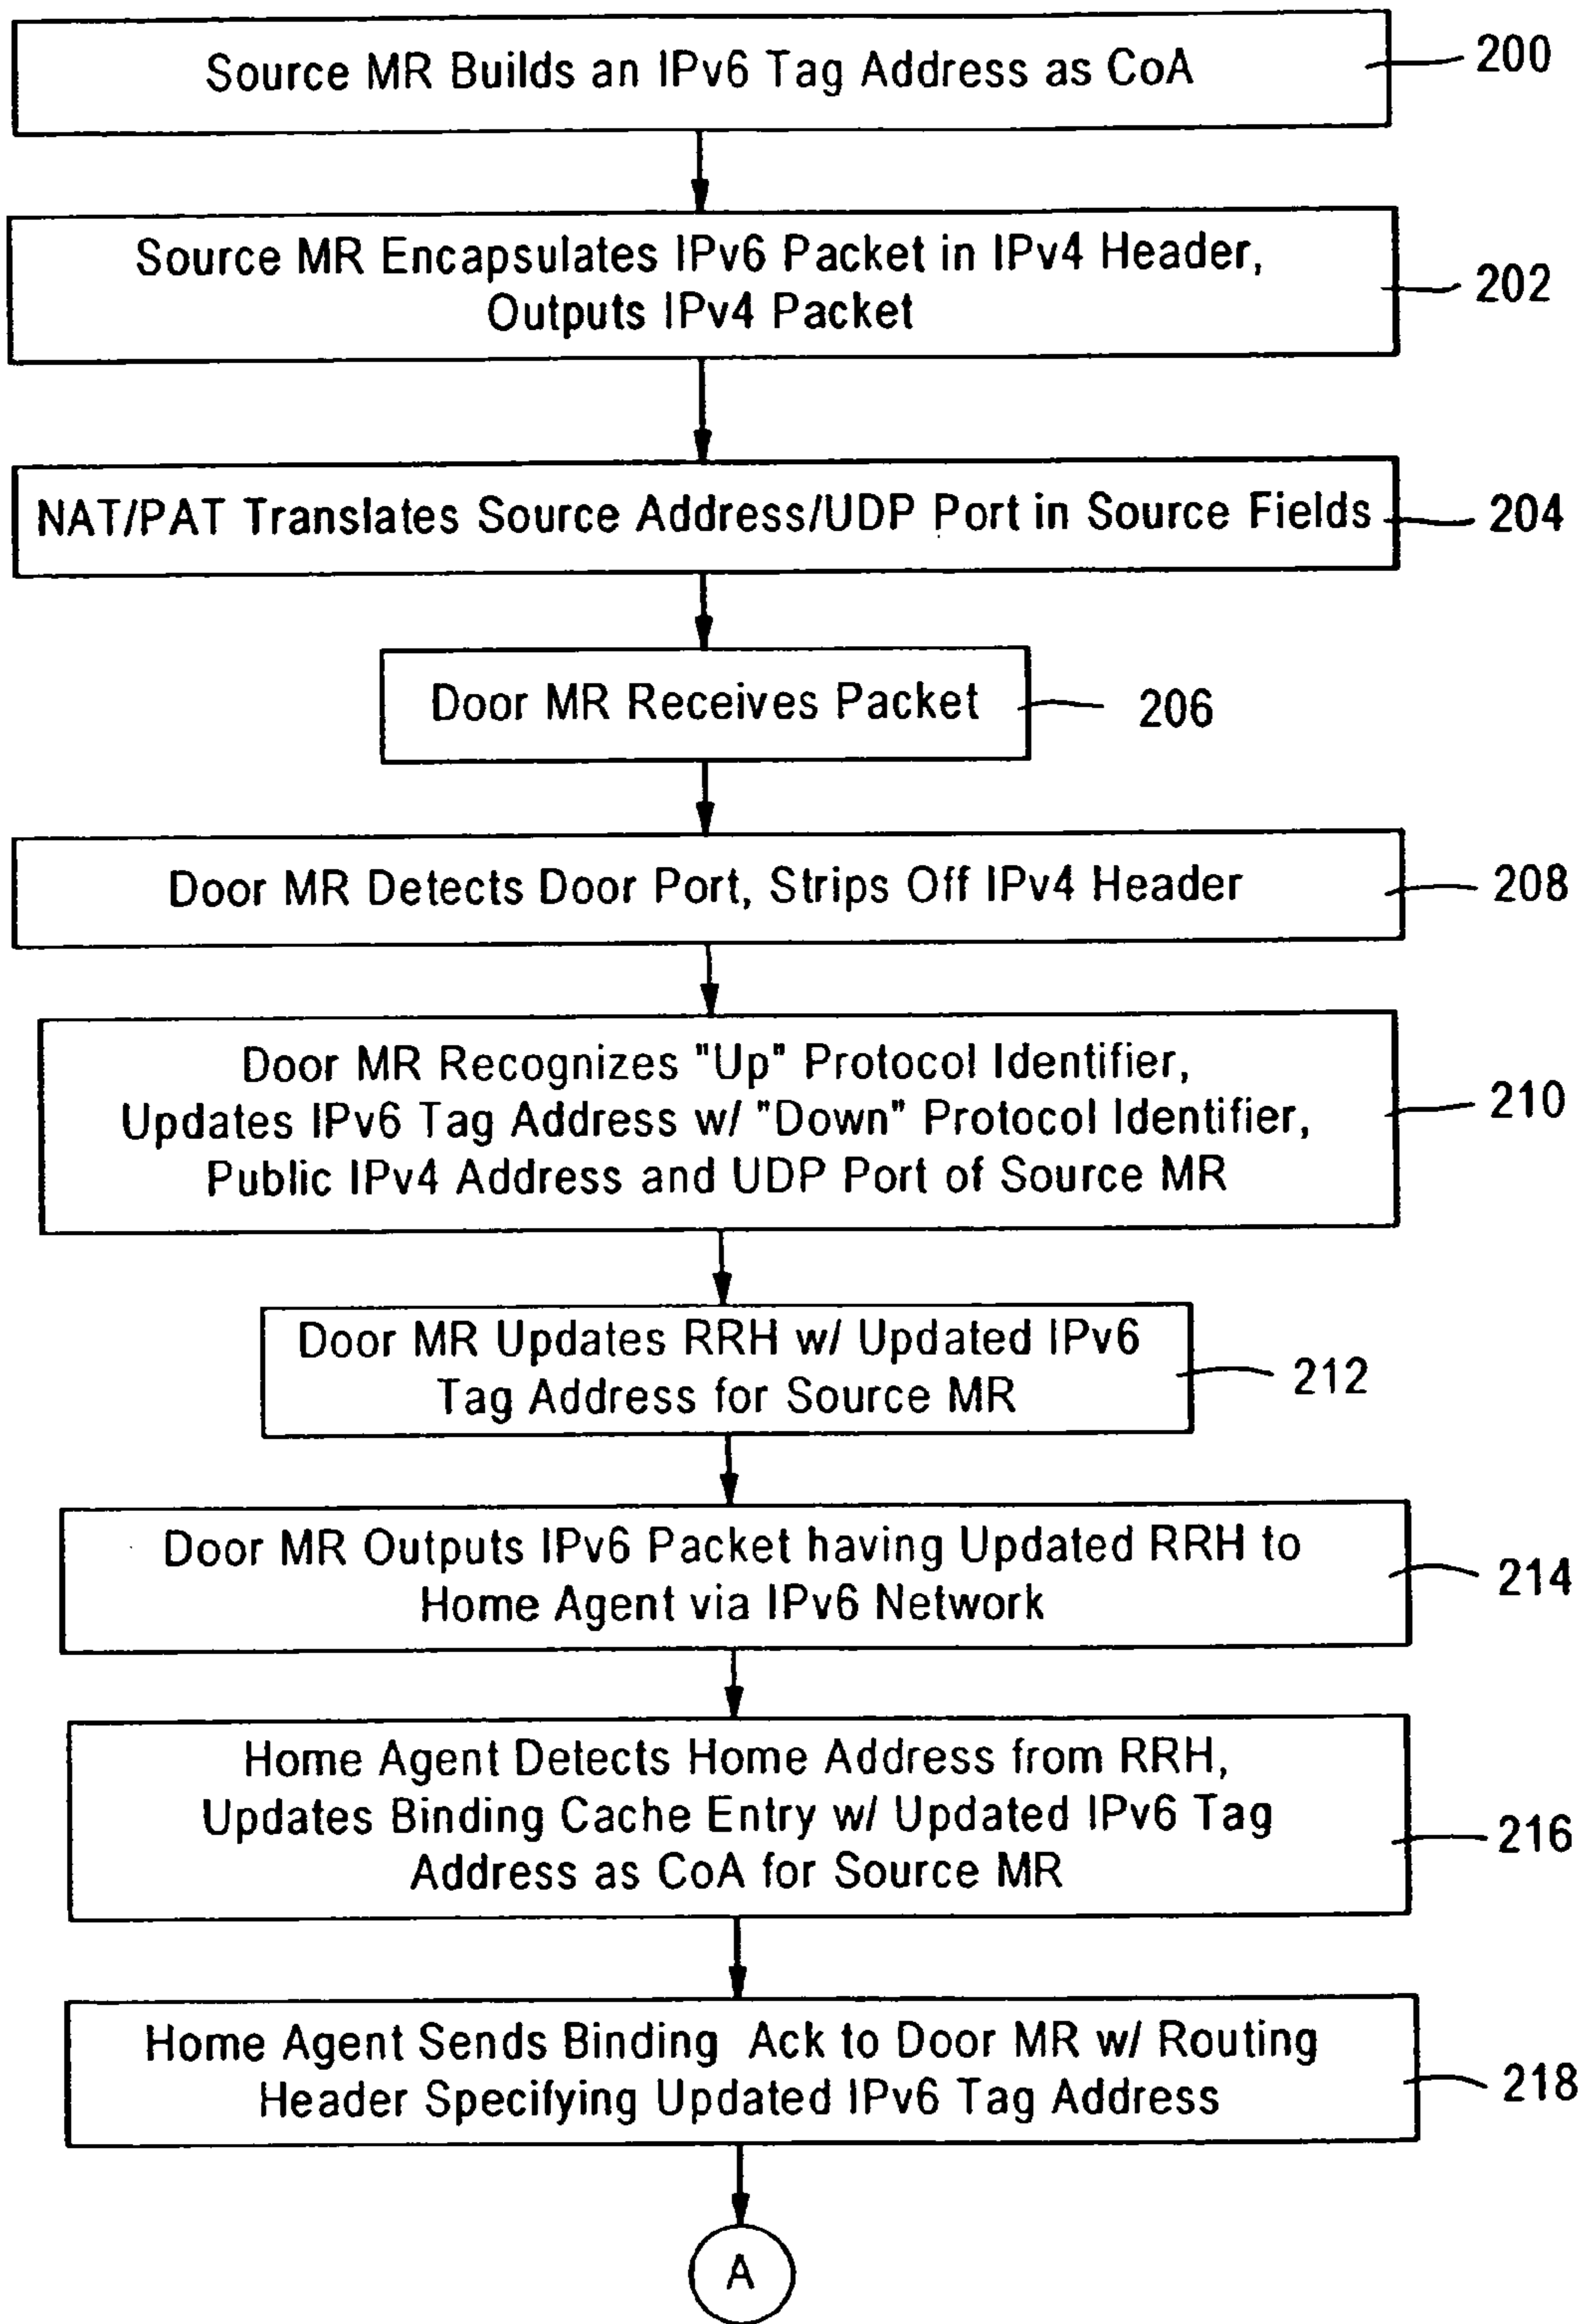 Source MR Builds an IPv6 Tag Address as CoA
200
Source MR Encapsulates IPv6 Packet in IPv4 Header,
Outputs IPv4 Packet
202
NAT/PAT Translates Source Address/UDP Port in Source Fields
204
Door MR Receives Packet
206
Door MR Detects Door Port, Strips Off IPv4 Header
208
Door MR Recognizes "Up" Protocol Identifier,
Updates IPv6 Tag Address w/ "Down" Protocol Identifier,
Public IPv4 Address and UDP Port of Source MR
210
Door MR Updates RRH w/ Updated IPv6
Tag Address for Source MR
212
Door MR Outputs IPv6 Packet having Updated RRH to
Home Agent via IPv6 Network
214
Home Agent Detects Home Address from RRH,
Updates Binding Cache Entry w/ Updated IPv6 Tag
Address as CoA for Source MR
216
Home Agent Sends Binding Ack to Door MR w/ Routing
Header Specifying Updated IPv6 Tag Address
218
A